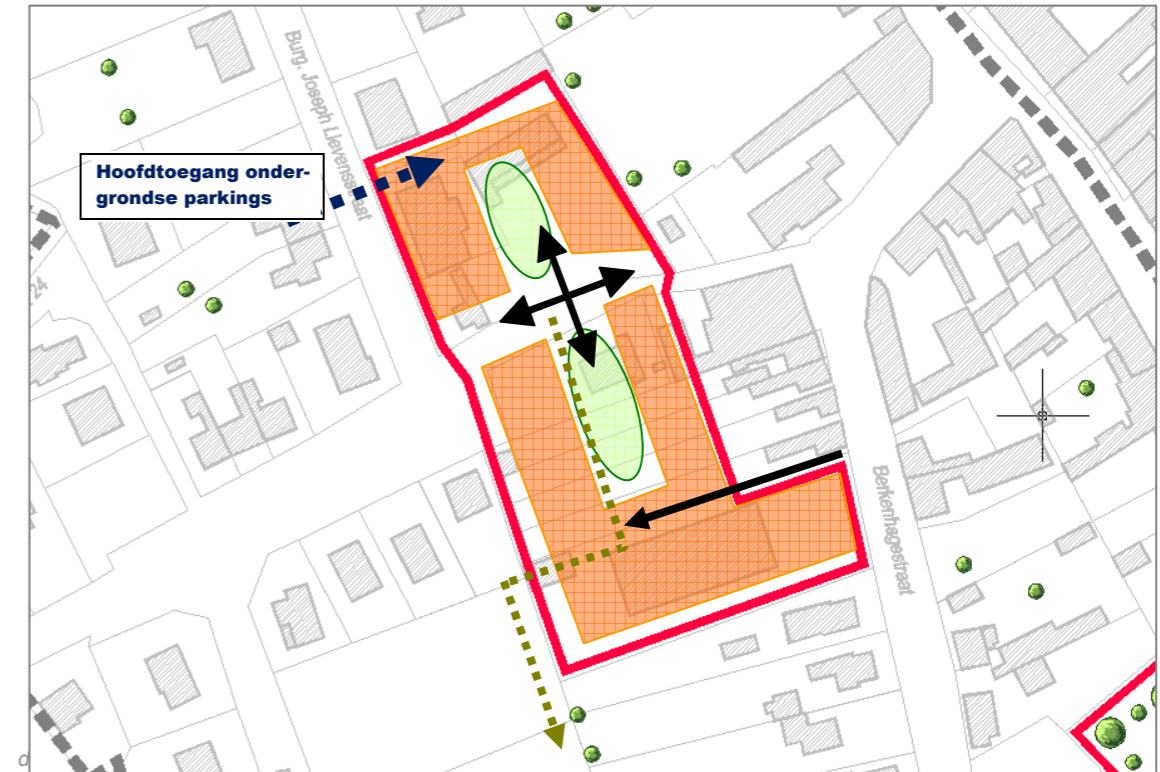 Burg. Joseph Lievensstraat
Hoofdtoegang onder-
grondse parkings
24
Berkenhagestraat